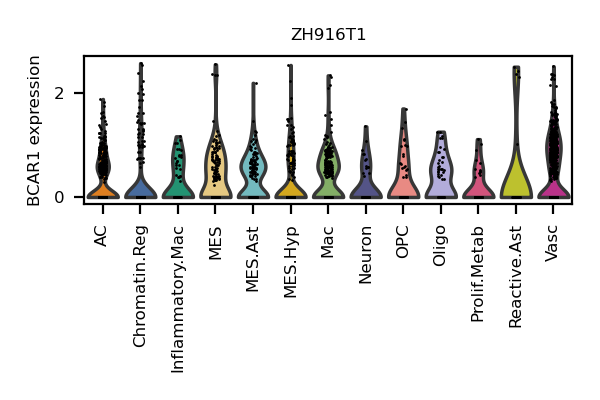 ZH916T1
BCAR1 expression
2
0
AC
Chromatin.Reg
Inflammatory.Mac
MES
MES.Ast
MES.Hyp
Mac
Neuron
OPC
Oligo
Prolif.Metab
Reactive.Ast
Vasc